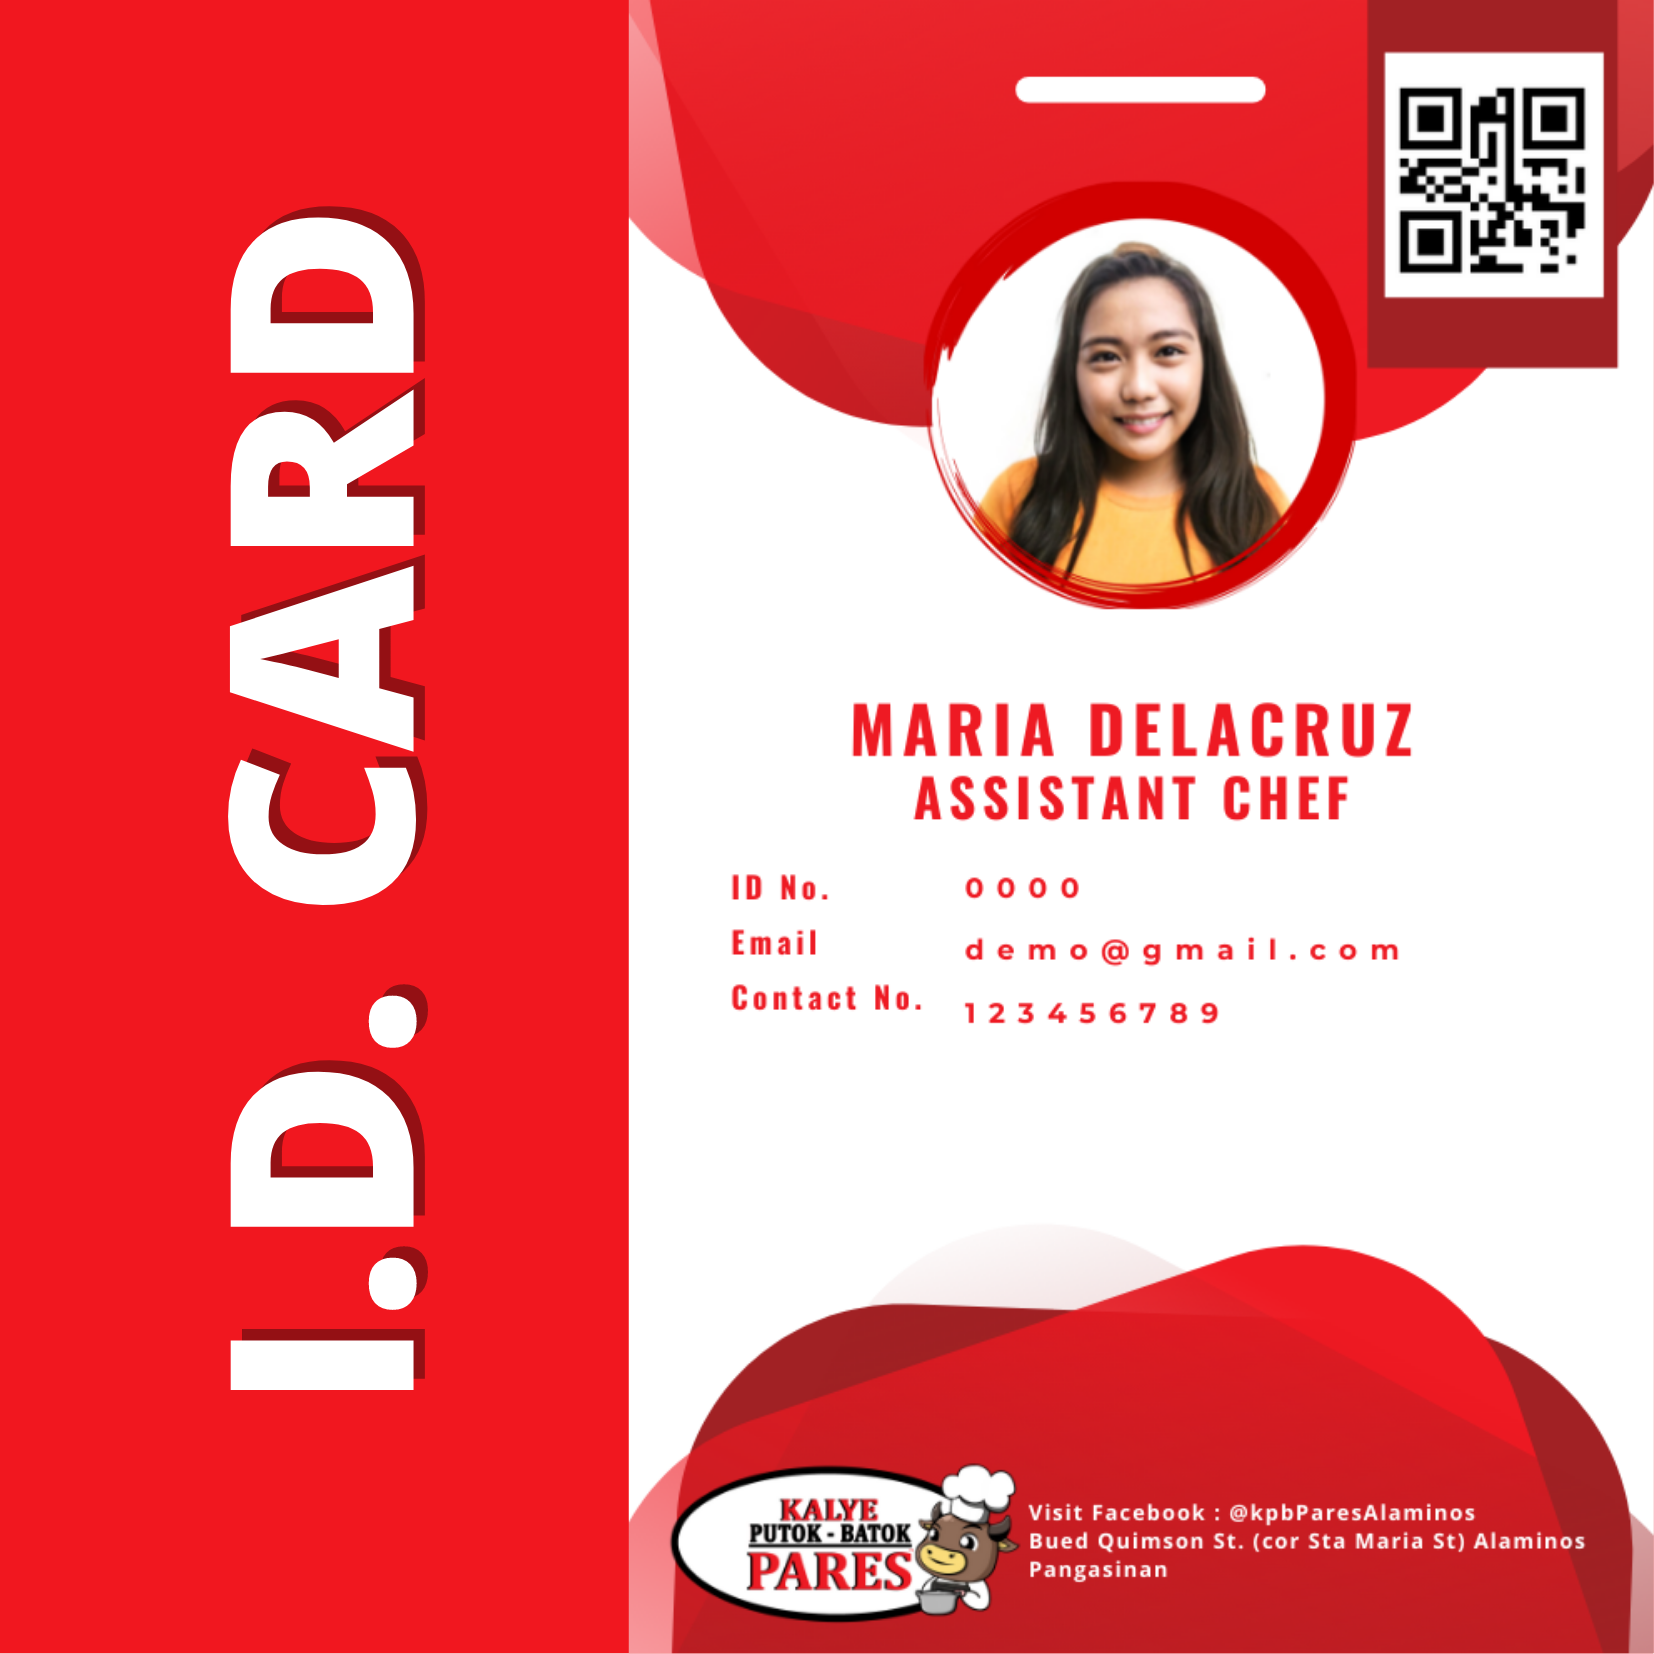 I.D. CARD
MARIA DELACRUZ
ASSISTANT CHEF
ID No. 0000
Email demo@gmail.com
Contact No. 123456789
KALYE
PUTOK - BATOK
PARES
Visit Facebook : @kpbParesAlaminos
Bued Quimson St. (cor Sta Maria St) Alaminos
Pangasinan